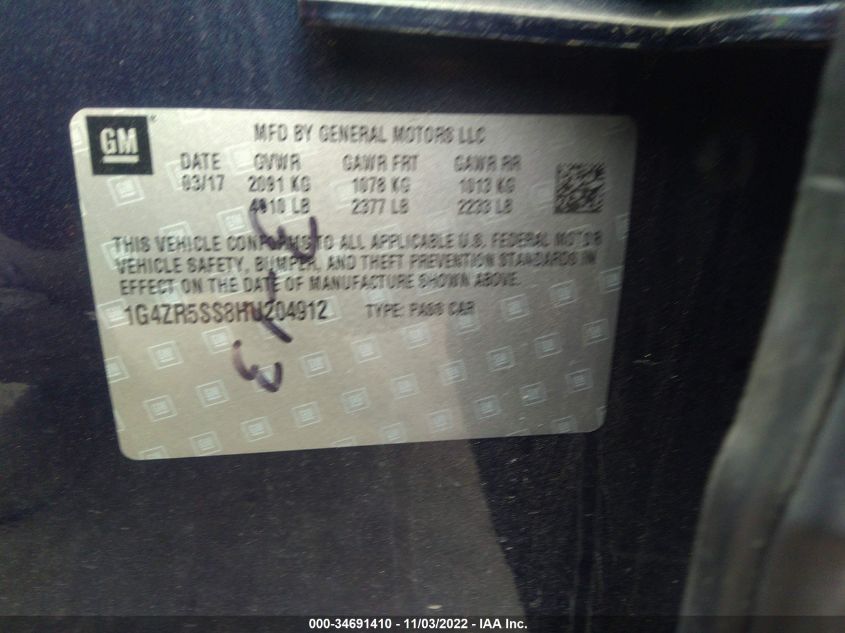 GM®
MFD BY GENERAL MOTORS LLC
DATE GVWR GAWR FRT GAWR RR
03/17 2091 KG 1078 KG 1013 KG
4610 LB 2377 LB 2233 LB
THIS VEHICLE CONFORMS TO ALL APPLICABLE U.S. FEDERAL MOTOR
VEHICLE SAFETY, BUMPER, AND THEFT PREVENTION STANDARDS IN
EFFECT ON THE DATE OF MANUFACTURE SHOWN ABOVE.
1G4ZR5SS8HU204912 TYPE: PASS CAR
000-34691410 - 11/03/2022 - IAA Inc.